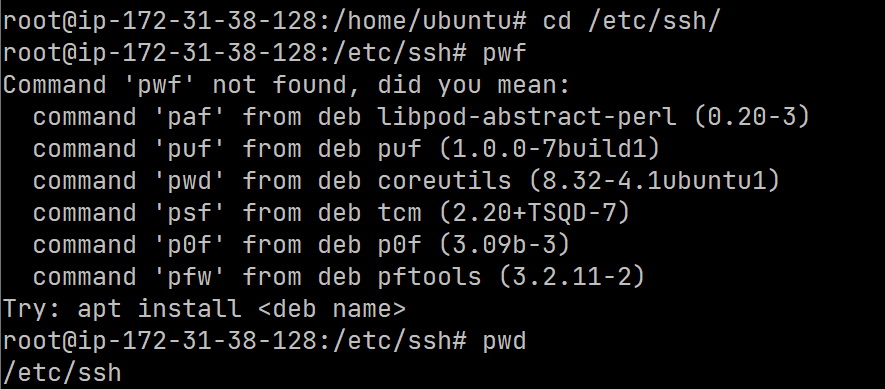 root@ip-172-31-38-128:/home/ubuntu# cd /etc/ssh/
root@ip-172-31-38-128:/etc/ssh# pwf
Command 'pwf' not found, did you mean:
  command 'paf' from deb libpod-abstract-perl (0.20-3)
  command 'puf' from deb puf (1.0.0-7build1)
  command 'pwd' from deb coreutils (8.32-4.1ubuntu1)
  command 'psf' from deb tcm (2.20+TSQD-7)
  command 'p0f' from deb p0f (3.09b-3)
  command 'pfw' from deb pftools (3.2.11-2)
Try: apt install <deb name>
root@ip-172-31-38-128:/etc/ssh# pwd
/etc/ssh